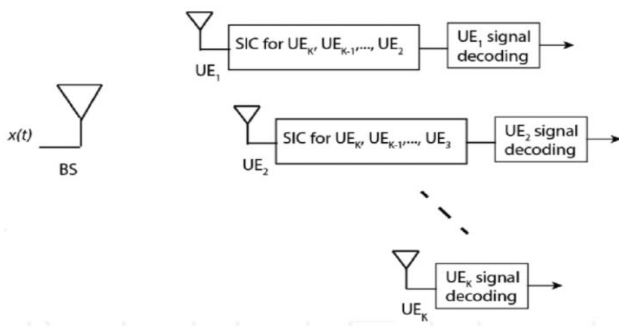 SIC for UEK, UEK-1,..., UE2
UE1 signal
decoding
UE1
x(t)
BS
SIC for UEK, UEK-1,..., UE3
UE2 signal
decoding
UE2
UEK signal
decoding
UEK